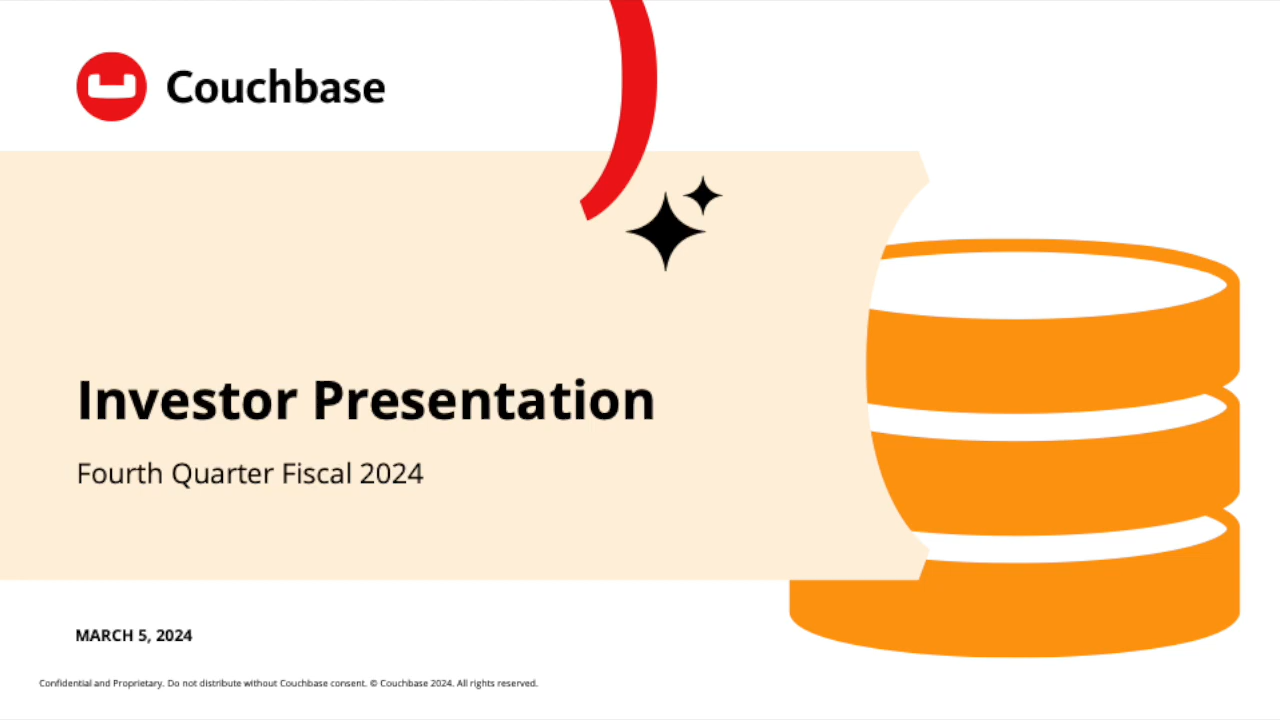 Couchbase
Investor Presentation
Fourth Quarter Fiscal 2024
MARCH 5, 2024
Confidential and Proprietary. Do not distribute without Couchbase consent. © Couchbase 2024. All rights reserved.